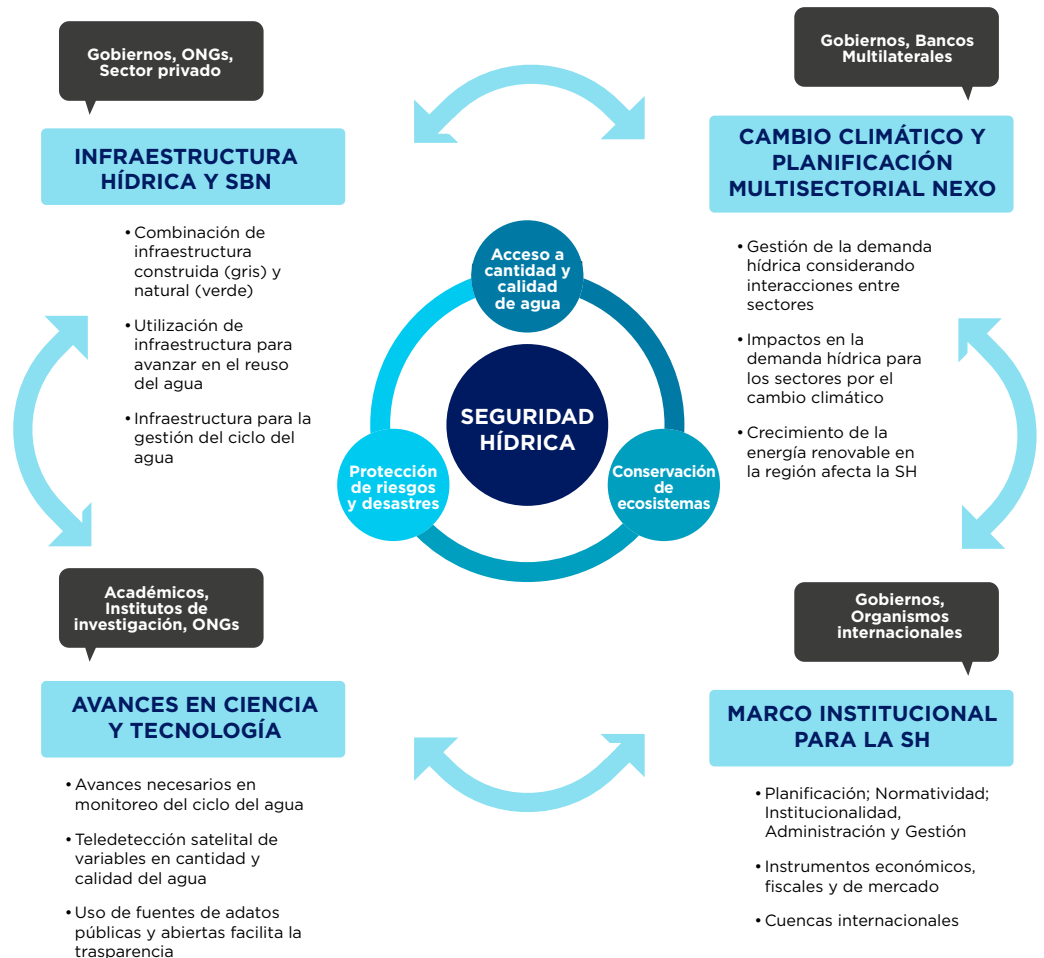 Gobiernos, ONGs,
Sector privado
INFRAESTRUCTURA
HÍDRICA Y SBN
• Combinación de
infraestructura
construida (gris) y
natural (verde)
• Utilización de
infraestructura para
avanzar en el reuso
del agua
• Infraestructura para la
gestión del ciclo del
agua
Gobiernos, Bancos
Multilaterales
CAMBIO CLIMÁTICO Y
PLANIFICACIÓN
MULTISECTORIAL NEXO
• Gestión de la demanda
hídrica considerando
interacciones entre
sectores
• Impactos en la
demanda hídrica para
los sectores por el
cambio climático
• Crecimiento de la
energía renovable en
la región afecta la SH
Acceso a
cantidad y
calidad
de agua
SEGURIDAD
HÍDRICA
Protección
de riesgos
y desastres
Conservación
de
ecosistemas
Académicos,
Institutos de
investigación, ONGs
AVANCES EN CIENCIA
Y TECNOLOGÍA
• Avances necesarios en
monitoreo del ciclo del agua
• Teledetección satelital de
variables en cantidad y
calidad del agua
• Uso de fuentes de adatos
públicas y abiertas facilita la
trasparencia
Gobiernos,
Organismos
internacionales
MARCO INSTITUCIONAL
PARA LA SH
• Planificación; Normatividad;
Institucionalidad,
Administración y Gestión
• Instrumentos económicos,
fiscales y de mercado
• Cuencas internacionales